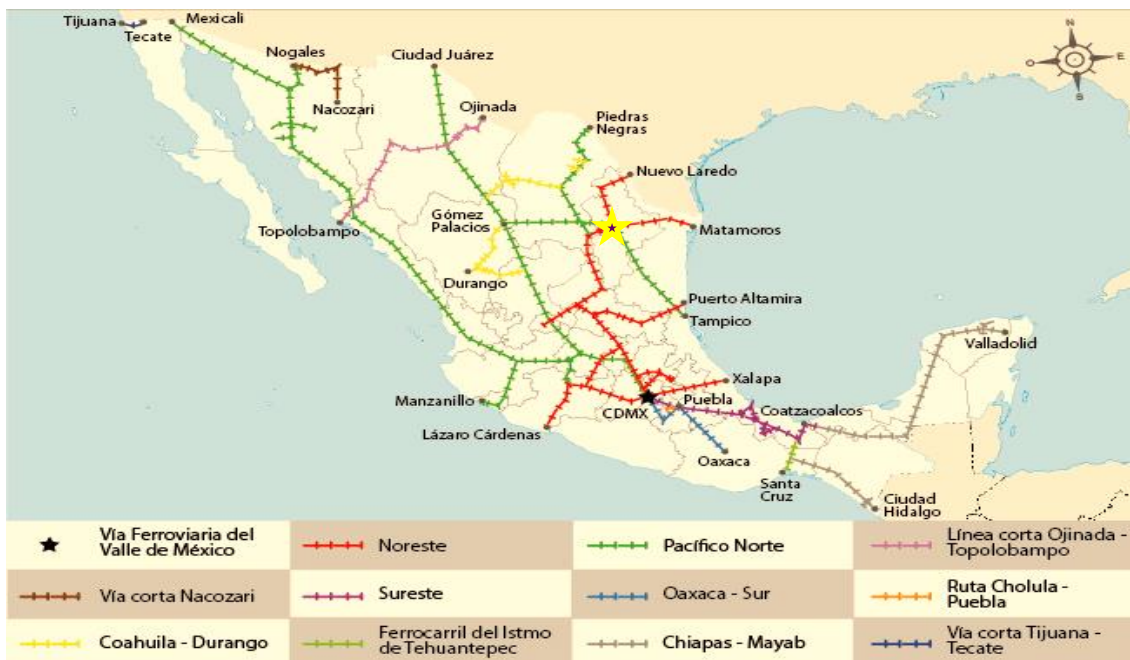 Tijuana
Tecate
Mexicali
Nogales
Nacozari
Ciudad Juárez
Ojinada
Piedras
Negras
Nuevo Laredo
N
O
E
S
Topolobampo
Gómez
Palacios
Matamoros
Durango
Puerto Altamira
Tampico
Valladolid
Manzanillo
Xalapa
Puebla
CDMX
Coatzacoalcos
Lázaro Cárdenas
Oaxaca
Santa
Cruz
Ciudad
Hidalgo
Vía Ferroviaria del
Valle de México
Noreste
Pacífico Norte
Línea corta Ojinada -
Topolobampo
Vía corta Nacozari
Sureste
Oaxaca - Sur
Ruta Cholula -
Puebla
Coahuila - Durango
Ferrocarril del Istmo
de Tehuantepec
Chiapas - Mayab
Vía corta Tijuana -
Tecate